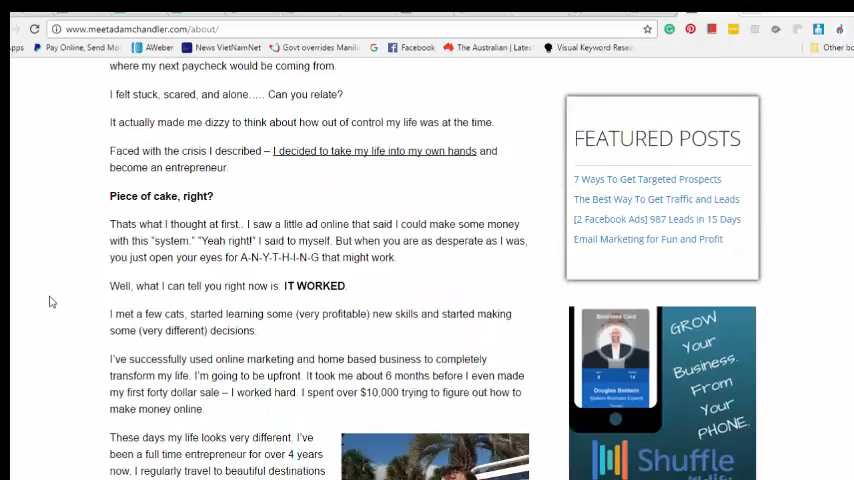 www.meetadamchandler.com/about/
Apps
Pay Online, Send Mo
AWeber
News VietNamNet
Govt overrides Manila
Facebook
The Australian | Latest
Visual Keyword Resea
Other bo
where my next paycheck would be coming from.
I felt stuck, scared, and alone….. Can you relate?
It actually made me dizzy to think about how out of control my life was at the time.
Faced with the crisis I described – I decided to take my life into my own hands and
become an entrepreneur.
Piece of cake, right?
Thats what I thought at first.. I saw a little ad online that said I could make some money
with this “system.” “Yeah right!” I said to myself. But when you are as desperate as I was,
you just open your eyes for A-N-Y-T-H-I-N-G that might work.
Well, what I can tell you right now is: IT WORKED.
I met a few cats, started learning some (very profitable) new skills and started making
some (very different) decisions.
I’ve successfully used online marketing and home based business to completely
transform my life. I’m going to be upfront. It took me about 6 months before I even made
my first forty dollar sale – I worked hard. I spent over $10,000 trying to figure out how to
make money online
These days my life looks very different. I’ve
been a full time entrepreneur for over 4 years
now. I regularly travel to beautiful destinations
FEATURED POSTS
7 Ways To Get Targeted Prospects
The Best Way To Get Traffic and Leads
[2 Facebook Ads] 987 Leads in 15 Days
Email Marketing for Fun and Profit
Business Card
Douglas Baldwin
Baldwin Business Experts
GROW
Your
Business.
From
Your
PHONE.
Shuffle